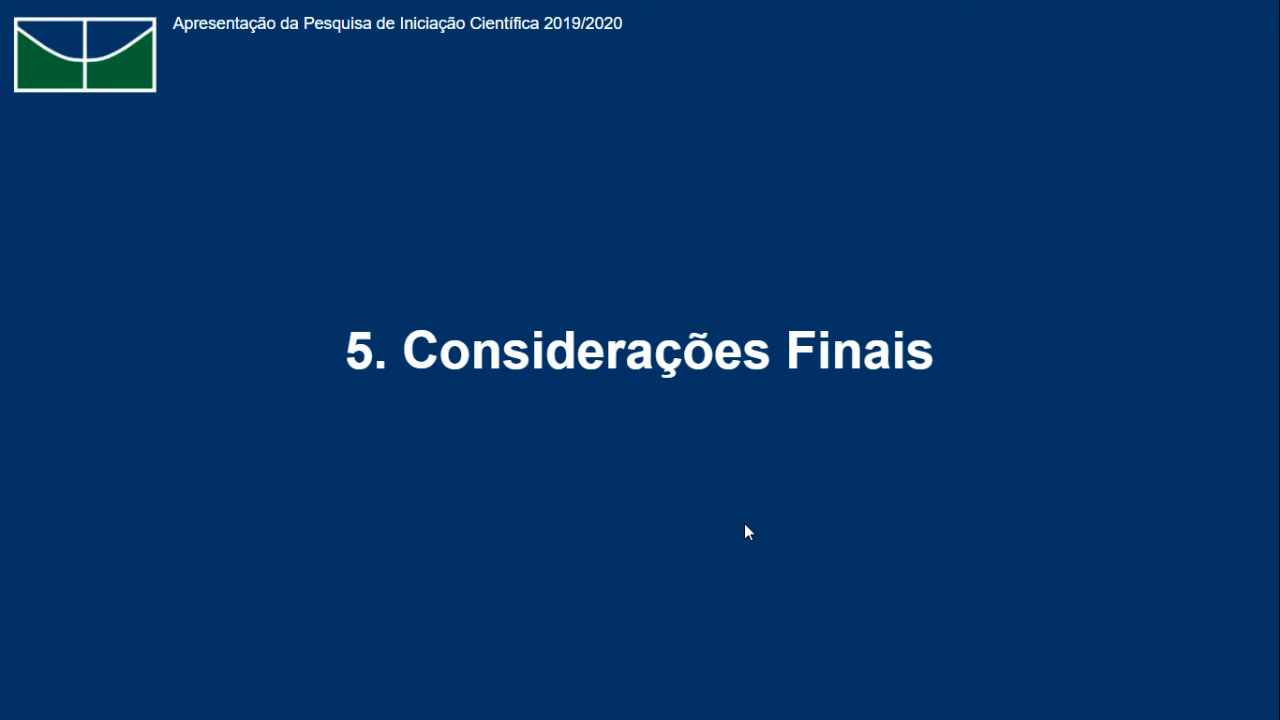 Apresentação da Pesquisa de Iniciação Científica 2019/2020
5. Considerações Finais